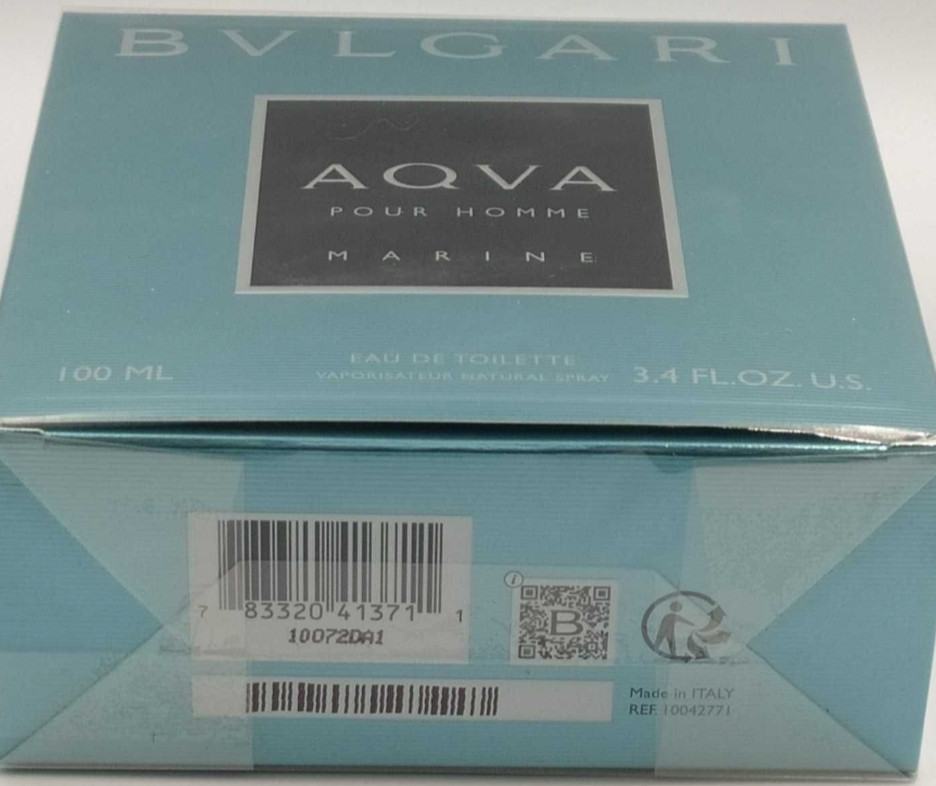 BVLGARI
AQVA
POUR HOMME
MARINE
EAU DE TOILETTE
100 ML VAPORISATEUR NATURAL SPRAY 3.4 FL.OZ. U.S.
7 83320 41371 1
10072DA1
i
B
Made in ITALY
REF. 10042771